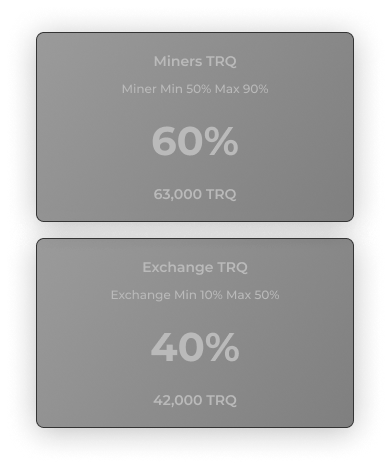 Miners TRQ
Miner Min 50% Max 90%
60%
63,000 TRQ
Exchange TRQ
Exchange Min 10% Max 50%
40%
42,000 TRQ